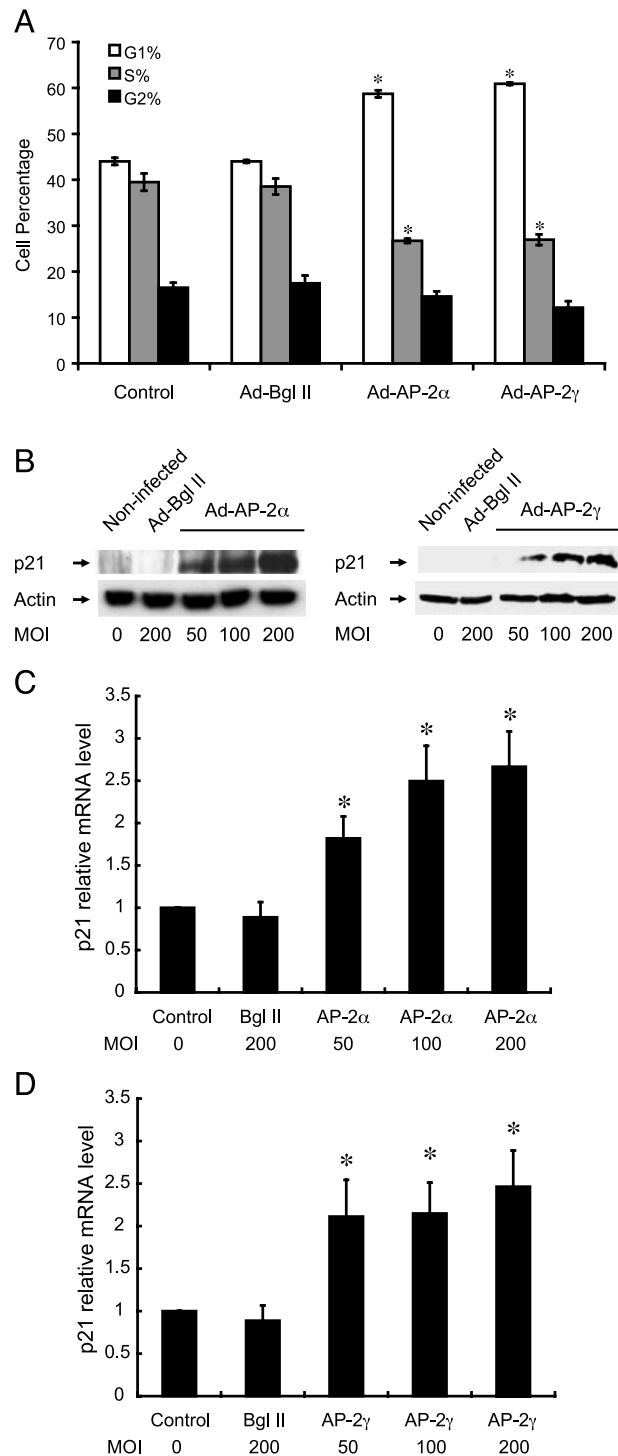 A
70
60
50
40
30
20
10
0
Cell Percentage
G1%
S%
G2%
*
*
*
*
Control Ad-Bgl II Ad-AP-2α Ad-AP-2γ
B
Non-infected Ad-Bgl II Ad-AP-2α
p21
Actin
MOI 0 200 50 100 200
Non-infected Ad-Bgl II Ad-AP-2γ
p21
Actin
MOI 0 200 50 100 200
C
3.5
3
2.5
2
1.5
1
0.5
0
p21 relative mRNA level
* * *
Control Bgl II AP-2α AP-2α AP-2α
MOI 0 200 50 100 200
D
3.5
3
2.5
2
1.5
1
0.5
0
p21 relative mRNA level
* * *
Control Bgl II AP-2γ AP-2γ AP-2γ
MOI 0 200 50 100 200